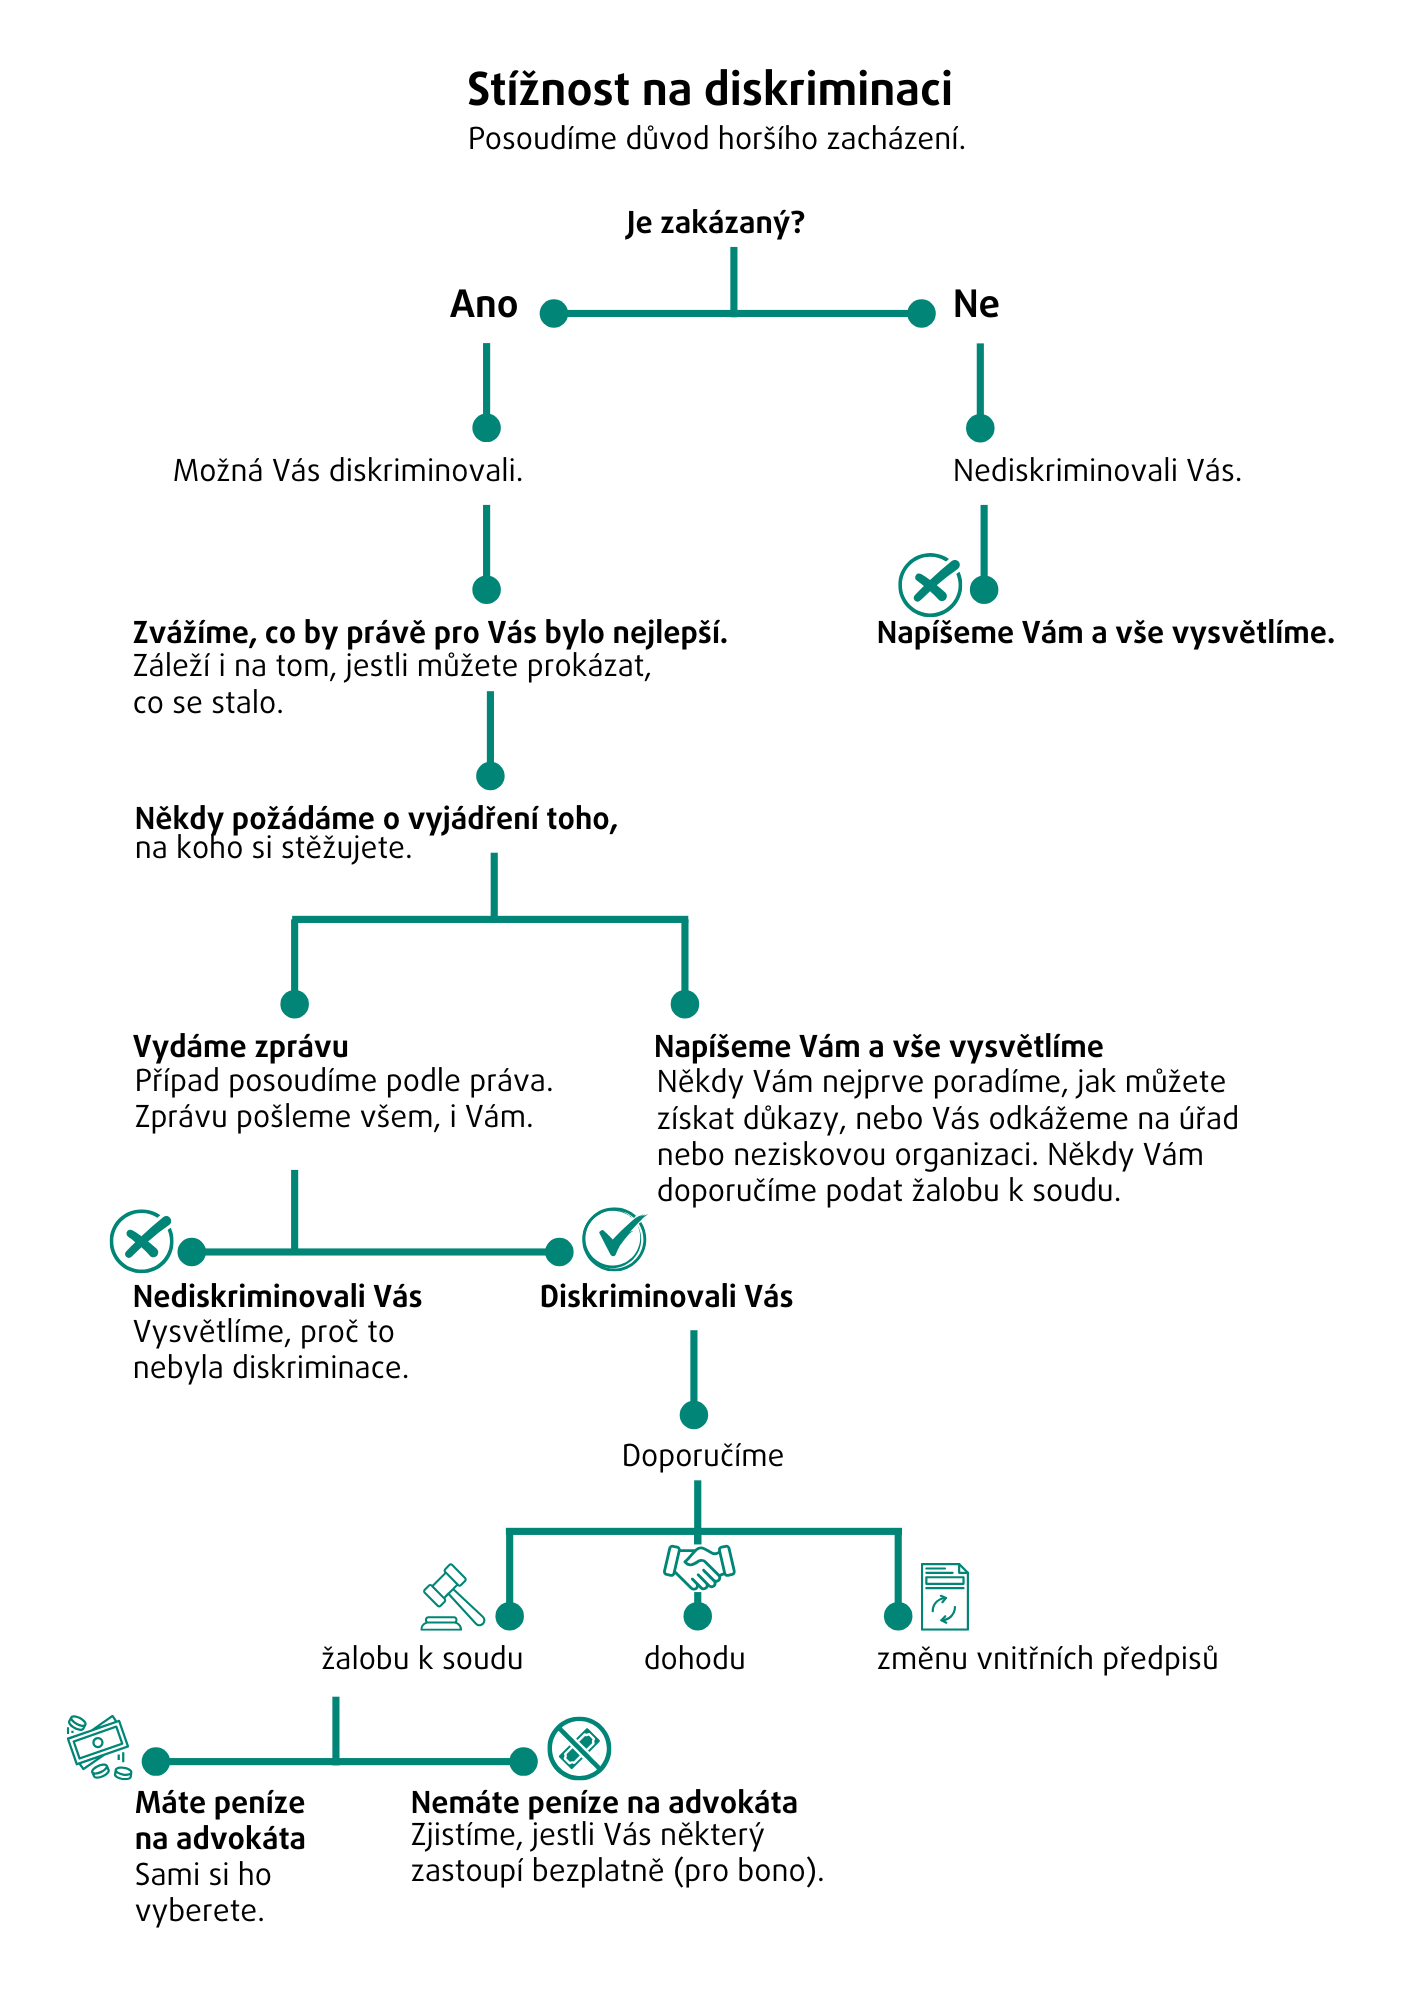 Stížnost na diskriminaci
Posoudíme důvod horšího zacházení.
Je zakázaný?
Ano
Ne
Možná Vás diskriminovali.
Nediskriminovali Vás.
Zvážíme, co by právě pro Vás bylo nejlepší.
Záleží i na tom, jestli můžete prokázat,
co se stalo.
Napíšeme Vám a vše vysvětlíme.
Někdy požádáme o vyjádření toho,
na koho si stěžujete.
Vydáme zprávu
Případ posoudíme podle práva.
Zprávu pošleme všem, i Vám.
Napíšeme Vám a vše vysvětlíme
Někdy Vám nejprve poradíme, jak můžete
získat důkazy, nebo Vás odkážeme na úřad
nebo neziskovou organizaci. Někdy Vám
doporučíme podat žalobu k soudu.
Nediskriminovali Vás
Vysvětlíme, proč to
nebyla diskriminace.
Diskriminovali Vás
Doporučíme
žalobu k soudu
dohodu
změnu vnitřních předpisů
Máte peníze
na advokáta
Sami si ho
vyberete.
Nemáte peníze na advokáta
Zjistíme, jestli Vás některý
zastoupí bezplatně (pro bono).